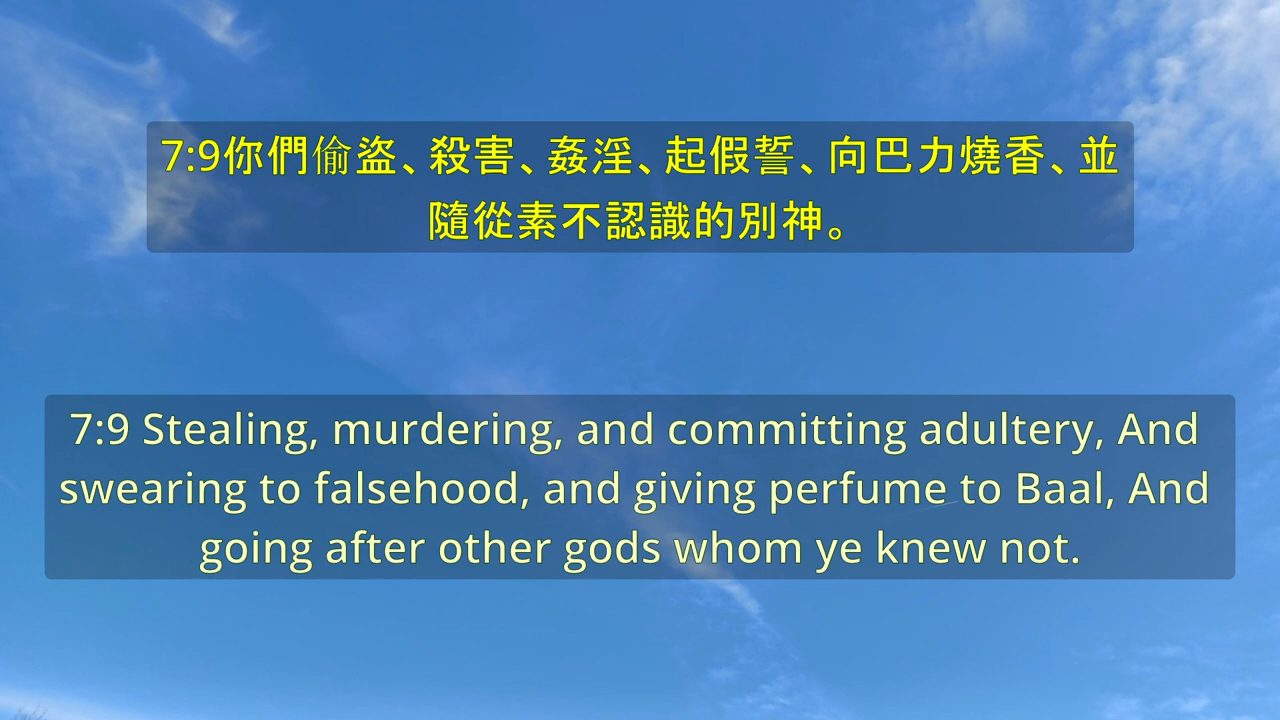 7:9你們偷盜、殺害、姦淫、起假誓、向巴力燒香、並
隨從素不認識的別神。
7:9 Stealing, murdering, and committing adultery, And
swearing to falsehood, and giving perfume to Baal, And
going after other gods whom ye knew not.